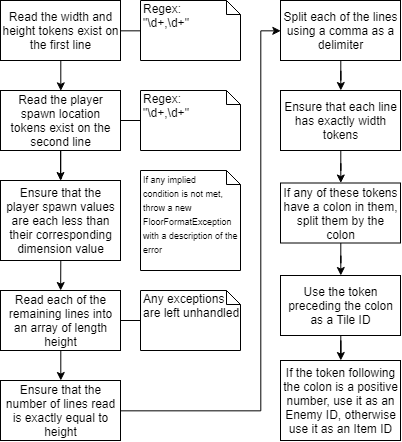 Read the width and
height tokens exist on
the first line
Regex:
"\d+,\d+"
Read the player
spawn location
tokens exist on the
second line
Regex:
"\d+,\d+"
Ensure that the
player spawn values
are each less than
their corresponding
dimension value
If any implied
condition is not met,
throw a new
FloorFormatException
with a description of the
error
Read each of the
remaining lines into
an array of length
height
Any exceptions
are left unhandled
Ensure that the
number of lines read
is exactly equal to
height
Split each of the lines
using a comma as a
delimiter
Ensure that each line
has exactly width
tokens
If any of these tokens
have a colon in them,
split them by the
colon
Use the token
preceding the colon
as a Tile ID
If the token following
the colon is a positive
number, use it as an
Enemy ID, otherwise
use it as an Item ID